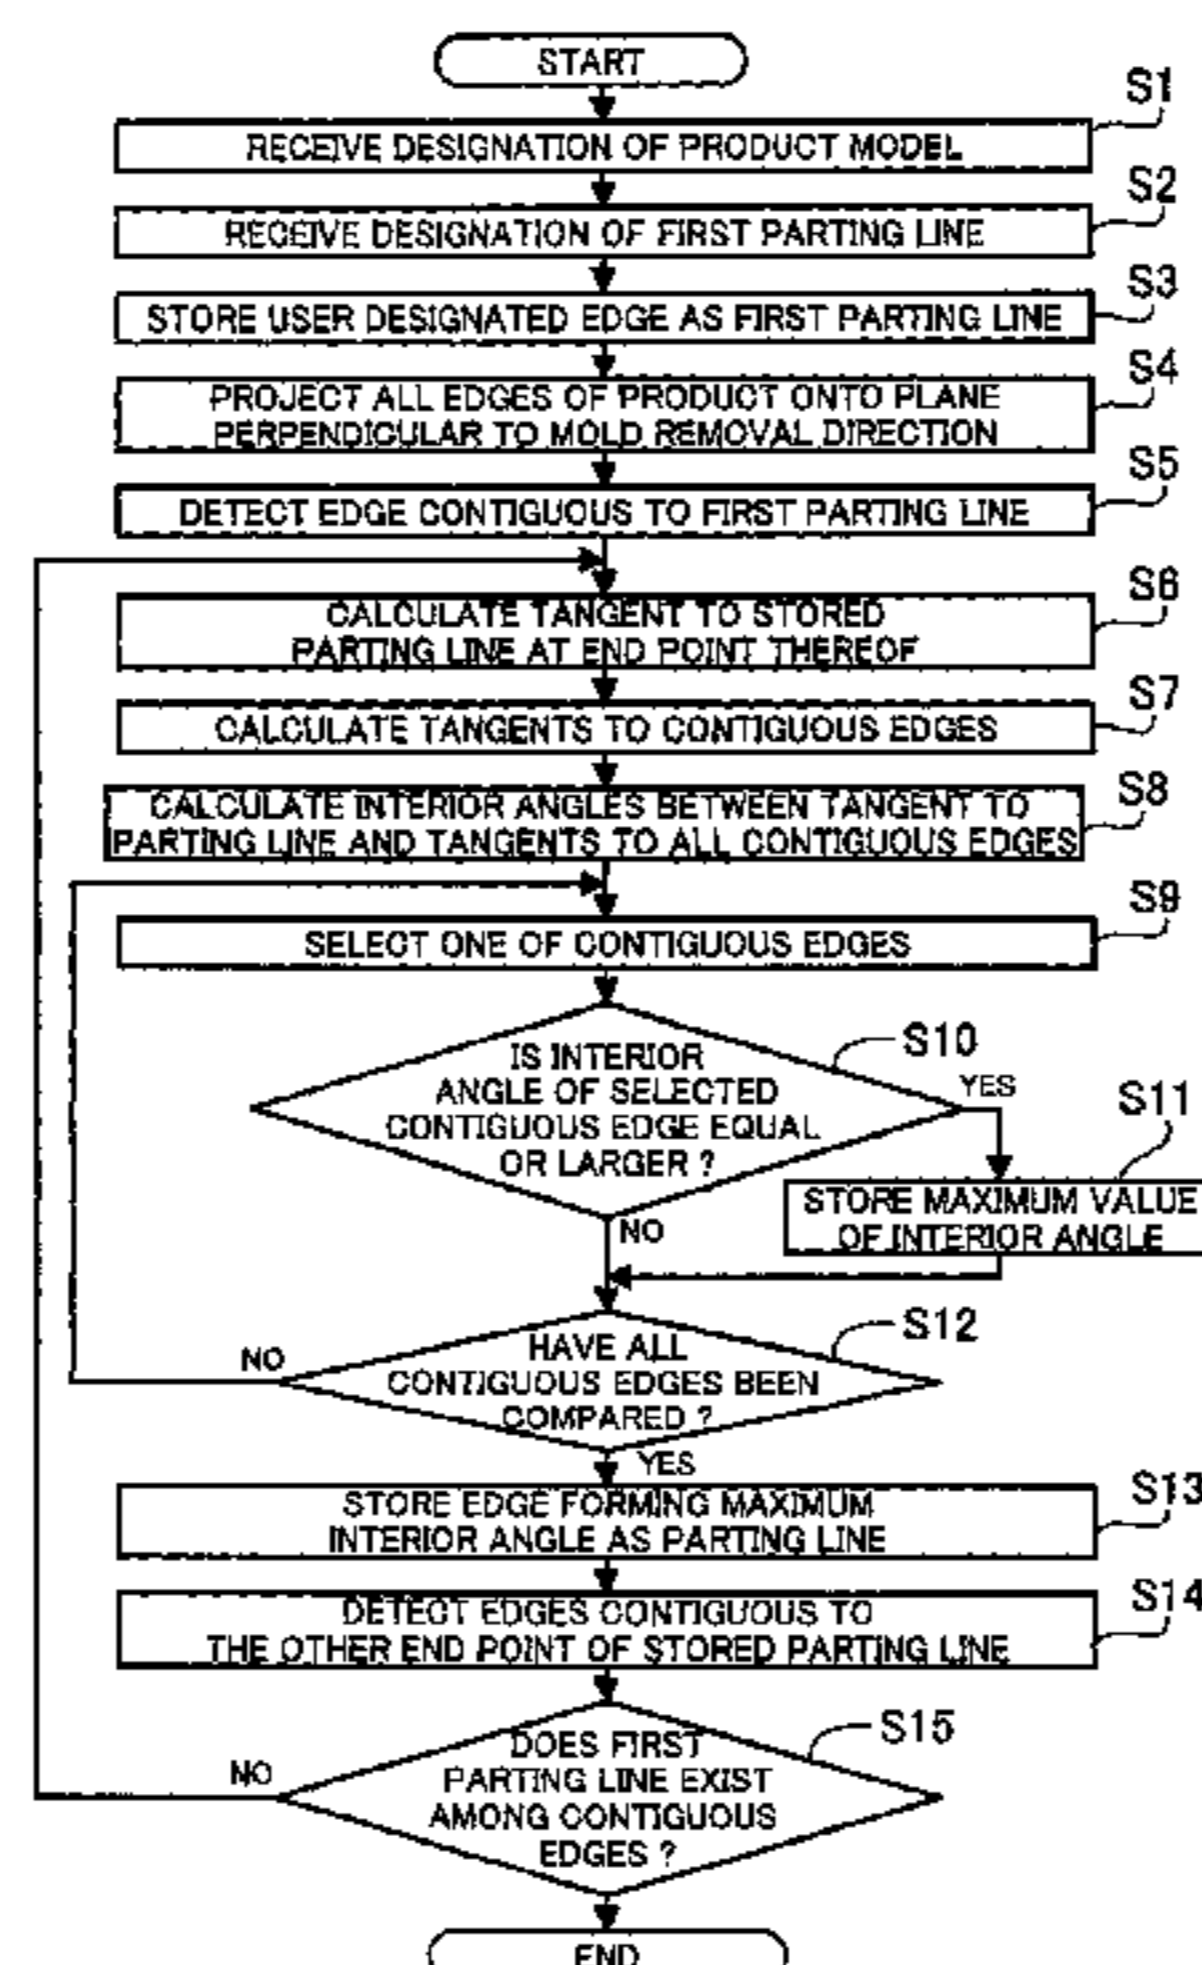 START
S1
RECEIVE DESIGNATION OF PRODUCT MODEL
S2
RECEIVE DESIGNATION OF FIRST PARTING LINE
S3
STORE USER DESIGNATED EDGE AS FIRST PARTING LINE
S4
PROJECT ALL EDGES OF PRODUCT ONTO PLANE
PERPENDICULAR TO MOLD REMOVAL DIRECTION
S5
DETECT EDGE CONTIGUOUS TO FIRST PARTING LINE
S6
CALCULATE TANGENT TO STORED
PARTING LINE AT END POINT THEREOF
S7
CALCULATE TANGENTS TO CONTIGUOUS EDGES
S8
CALCULATE INTERIOR ANGLES BETWEEN TANGENT TO
PARTING LINE AND TANGENTS TO ALL CONTIGUOUS EDGES
S9
SELECT ONE OF CONTIGUOUS EDGES
S10
IS INTERIOR
ANGLE OF SELECTED
CONTIGUOUS EDGE EQUAL
OR LARGER ?
YES
S11
STORE MAXIMUM VALUE
OF INTERIOR ANGLE
NO
S12
HAVE ALL
CONTIGUOUS EDGES BEEN
COMPARED ?
NO
YES
S13
STORE EDGE FORMING MAXIMUM
INTERIOR ANGLE AS PARTING LINE
S14
DETECT EDGES CONTIGUOUS TO
THE OTHER END POINT OF STORED PARTING LINE
S15
DOES FIRST
PARTING LINE EXIST
AMONG CONTIGUOUS
EDGES ?
NO
END